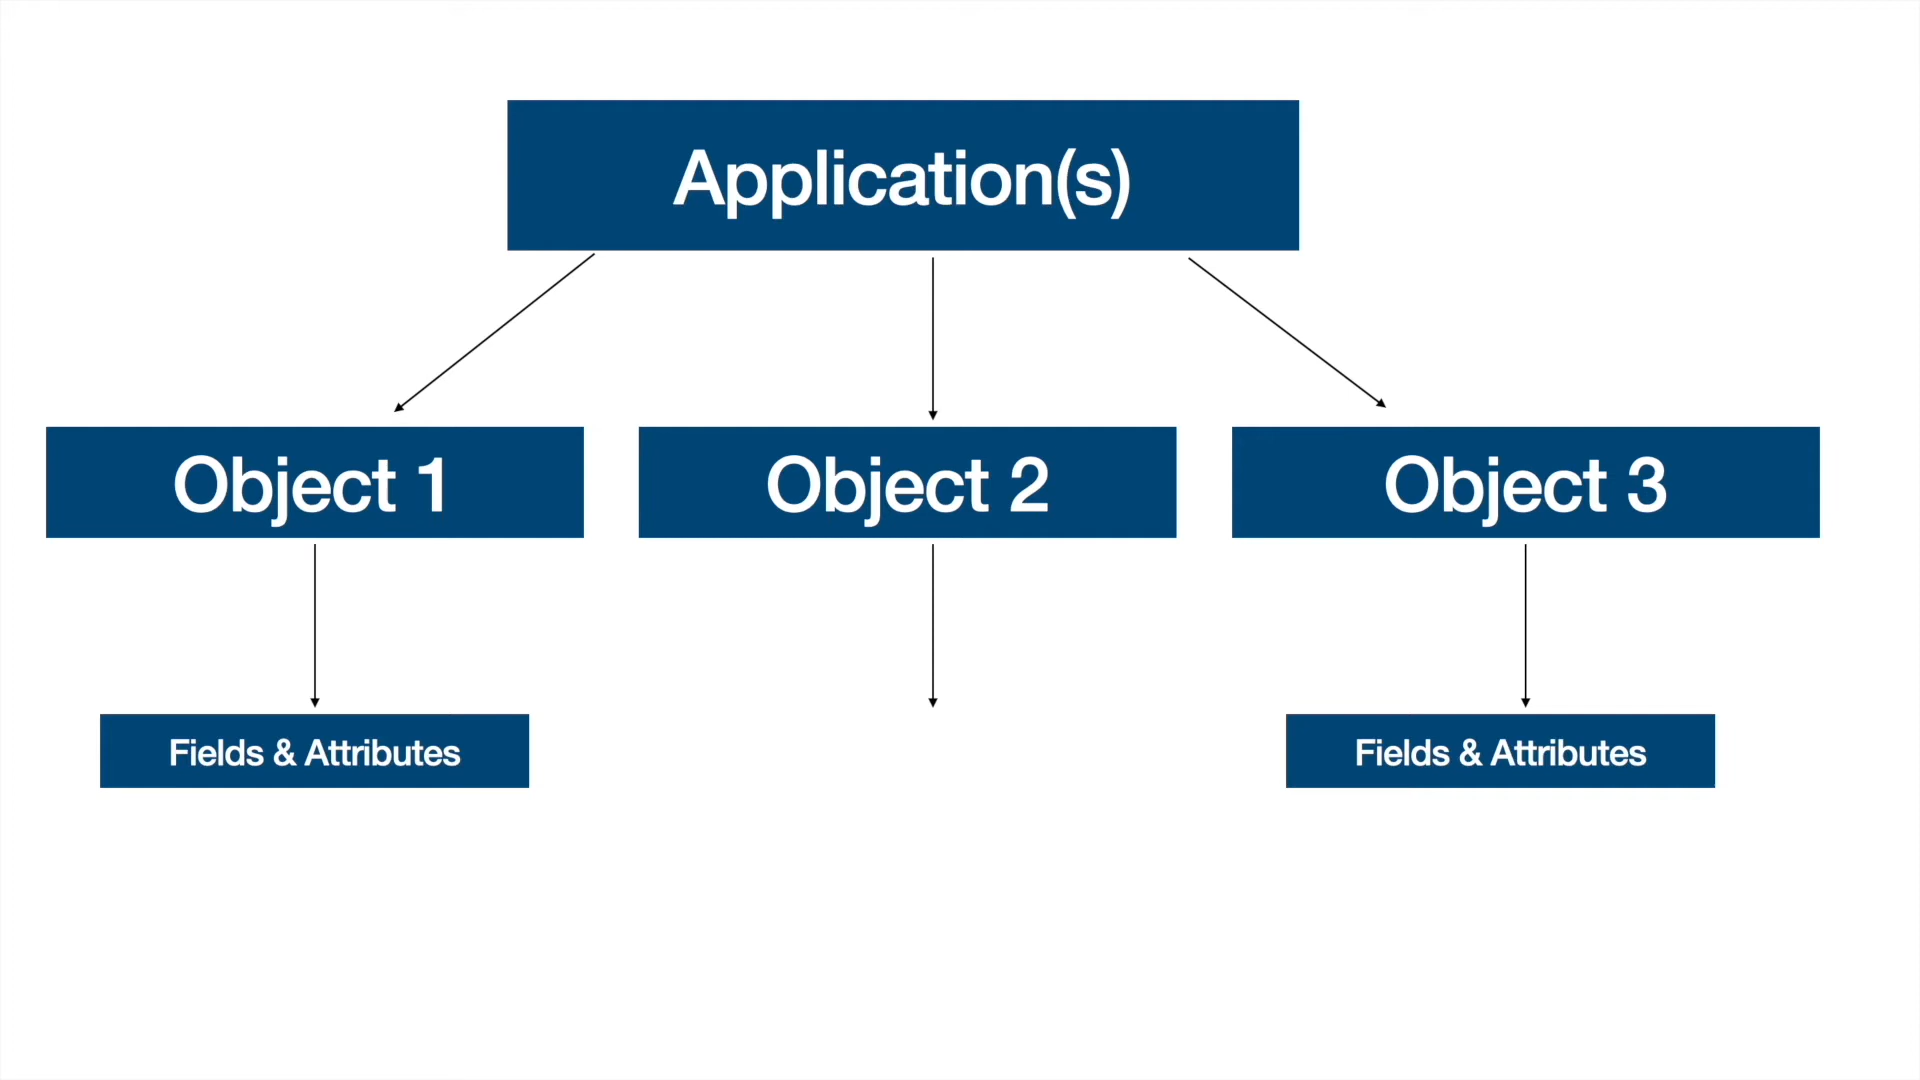 Application(s)
Object 1
Object 2
Object 3
Fields & Attributes
Fields & Attributes